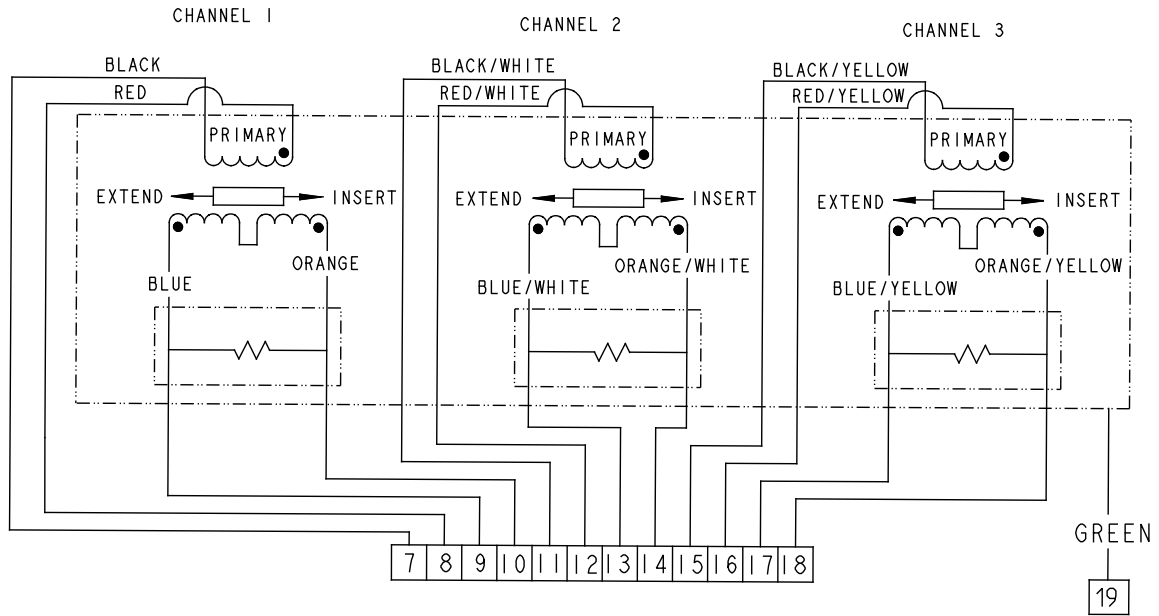 CHANNEL 1
CHANNEL 2
CHANNEL 3
BLACK
RED
BLACK/WHITE
RED/WHITE
BLACK/YELLOW
RED/YELLOW
PRIMARY
PRIMARY
PRIMARY
EXTEND
INSERT
EXTEND
INSERT
EXTEND
INSERT
BLUE
ORANGE
BLUE/WHITE
ORANGE/WHITE
BLUE/YELLOW
ORANGE/YELLOW
GREEN
7 8 9 10 11 12 13 14 15 16 17 18
19